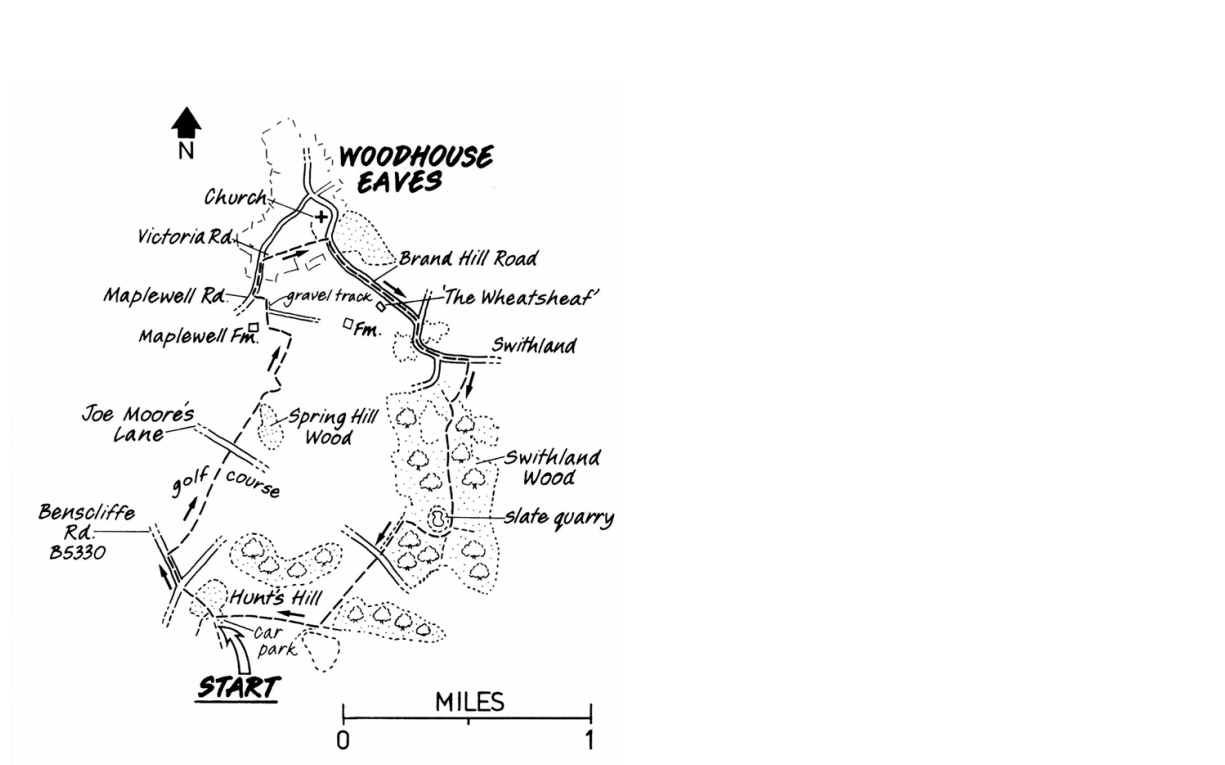 N
WOODHOUSE
EAVES
Church
Victoria Rd.
Brand Hill Road
Maplewell Rd.
gravel track
'The Wheatsheaf'
Maplewell Fm.
Fm.
Swithland
Joe Moore's
Lane
Spring Hill
Wood
golf course
Swithland
Wood
Benscliffe
Rd.
B5330
slate quarry
Hunt's Hill
car
park
START
MILES
0 1